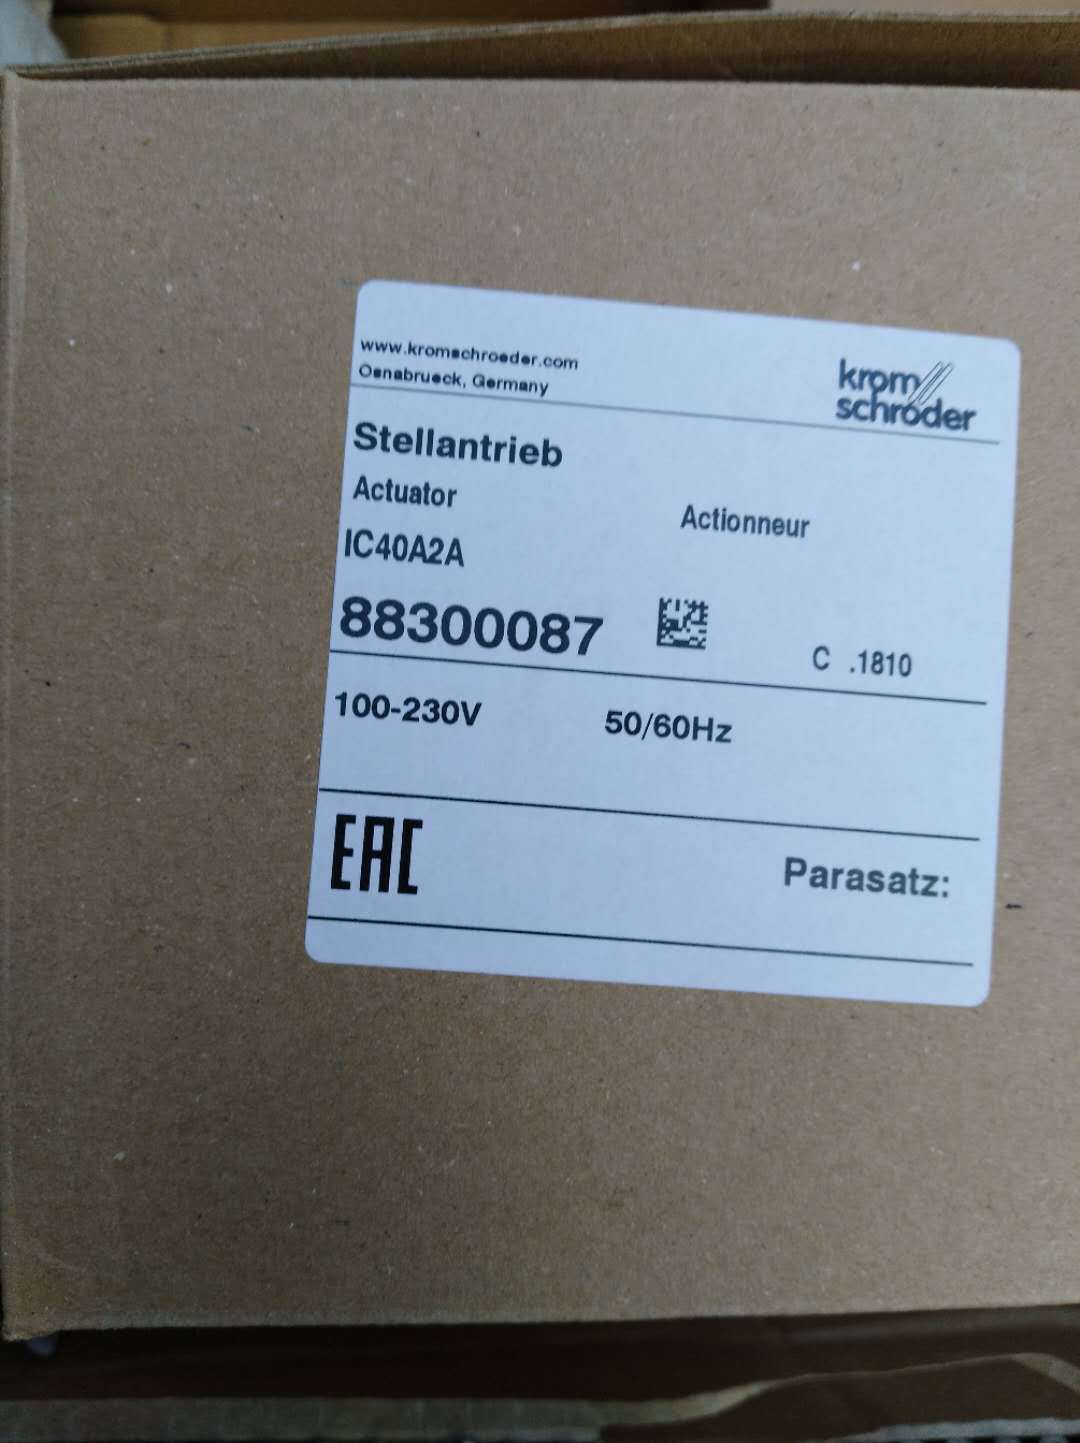 www.kromschroeder.com
Osnabrueck, Germany
krom
schröder
Stellantrieb
Actuator
Actionneur
IC40A2A
88300087
C .1810
100-230V 50/60Hz
EAC
Parasatz: